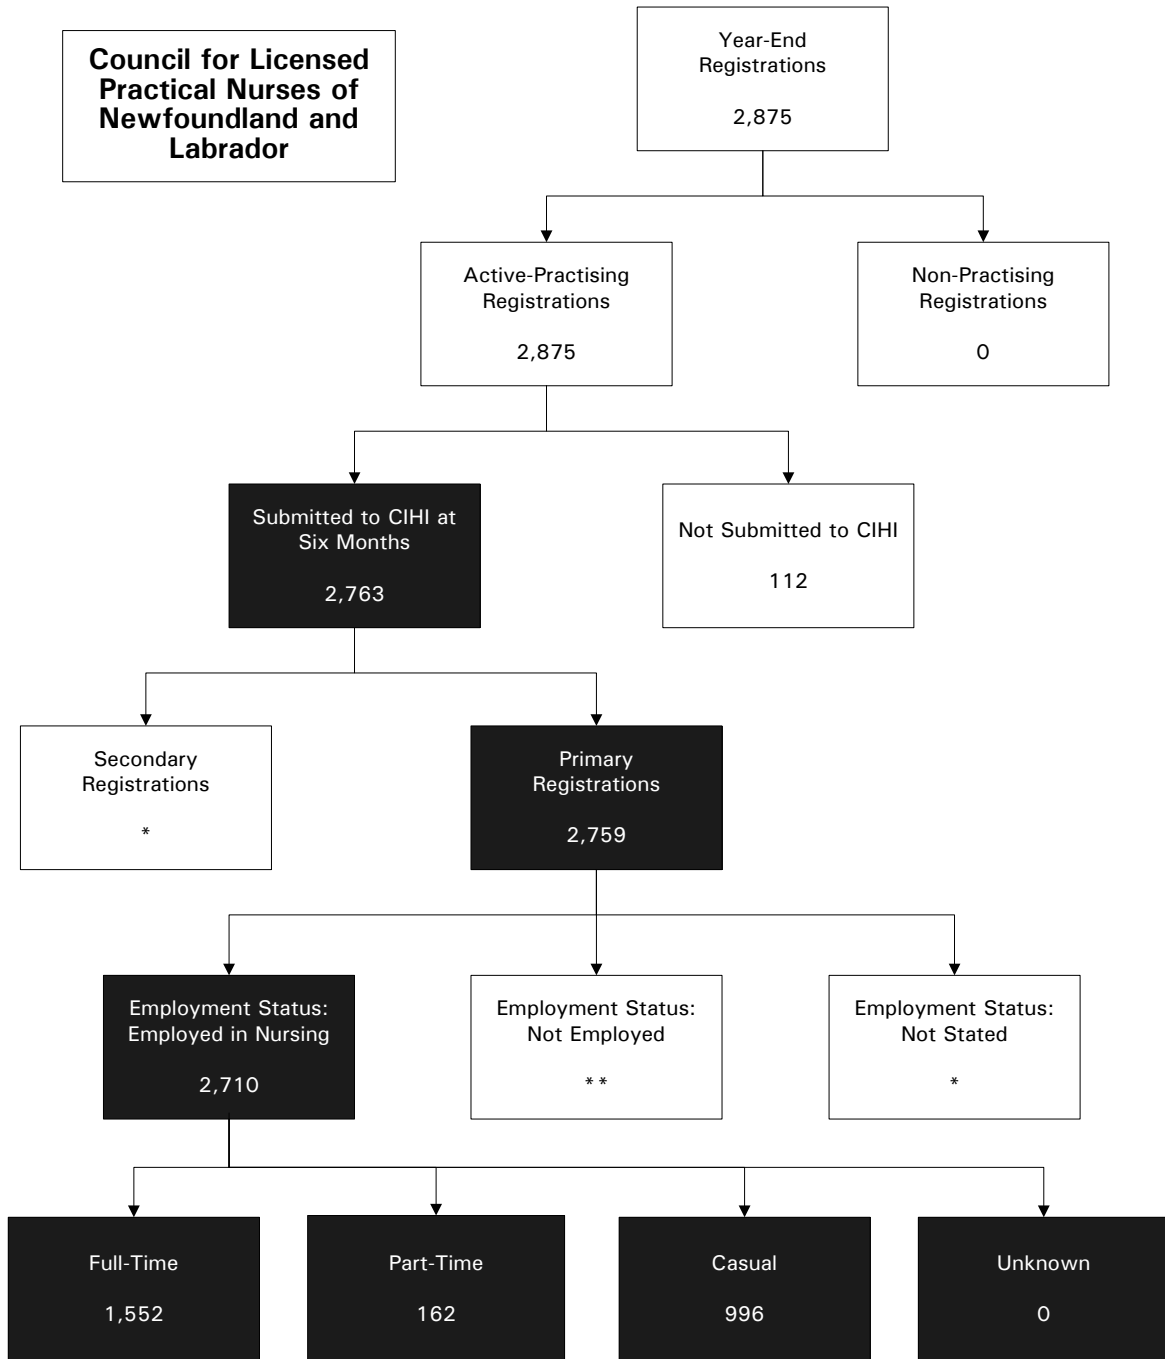 Council for Licensed
Practical Nurses of
Newfoundland and
Labrador
Year-End
Registrations
2,875
Active-Practising
Registrations
2,875
Non-Practising
Registrations
0
Submitted to CIHI at
Six Months
2,763
Not Submitted to CIHI
112
Secondary
Registrations
*
Primary
Registrations
2,759
Employment Status:
Employed in Nursing
2,710
Employment Status:
Not Employed
**
Employment Status:
Not Stated
*
Full-Time
1,552
Part-Time
162
Casual
996
Unknown
0